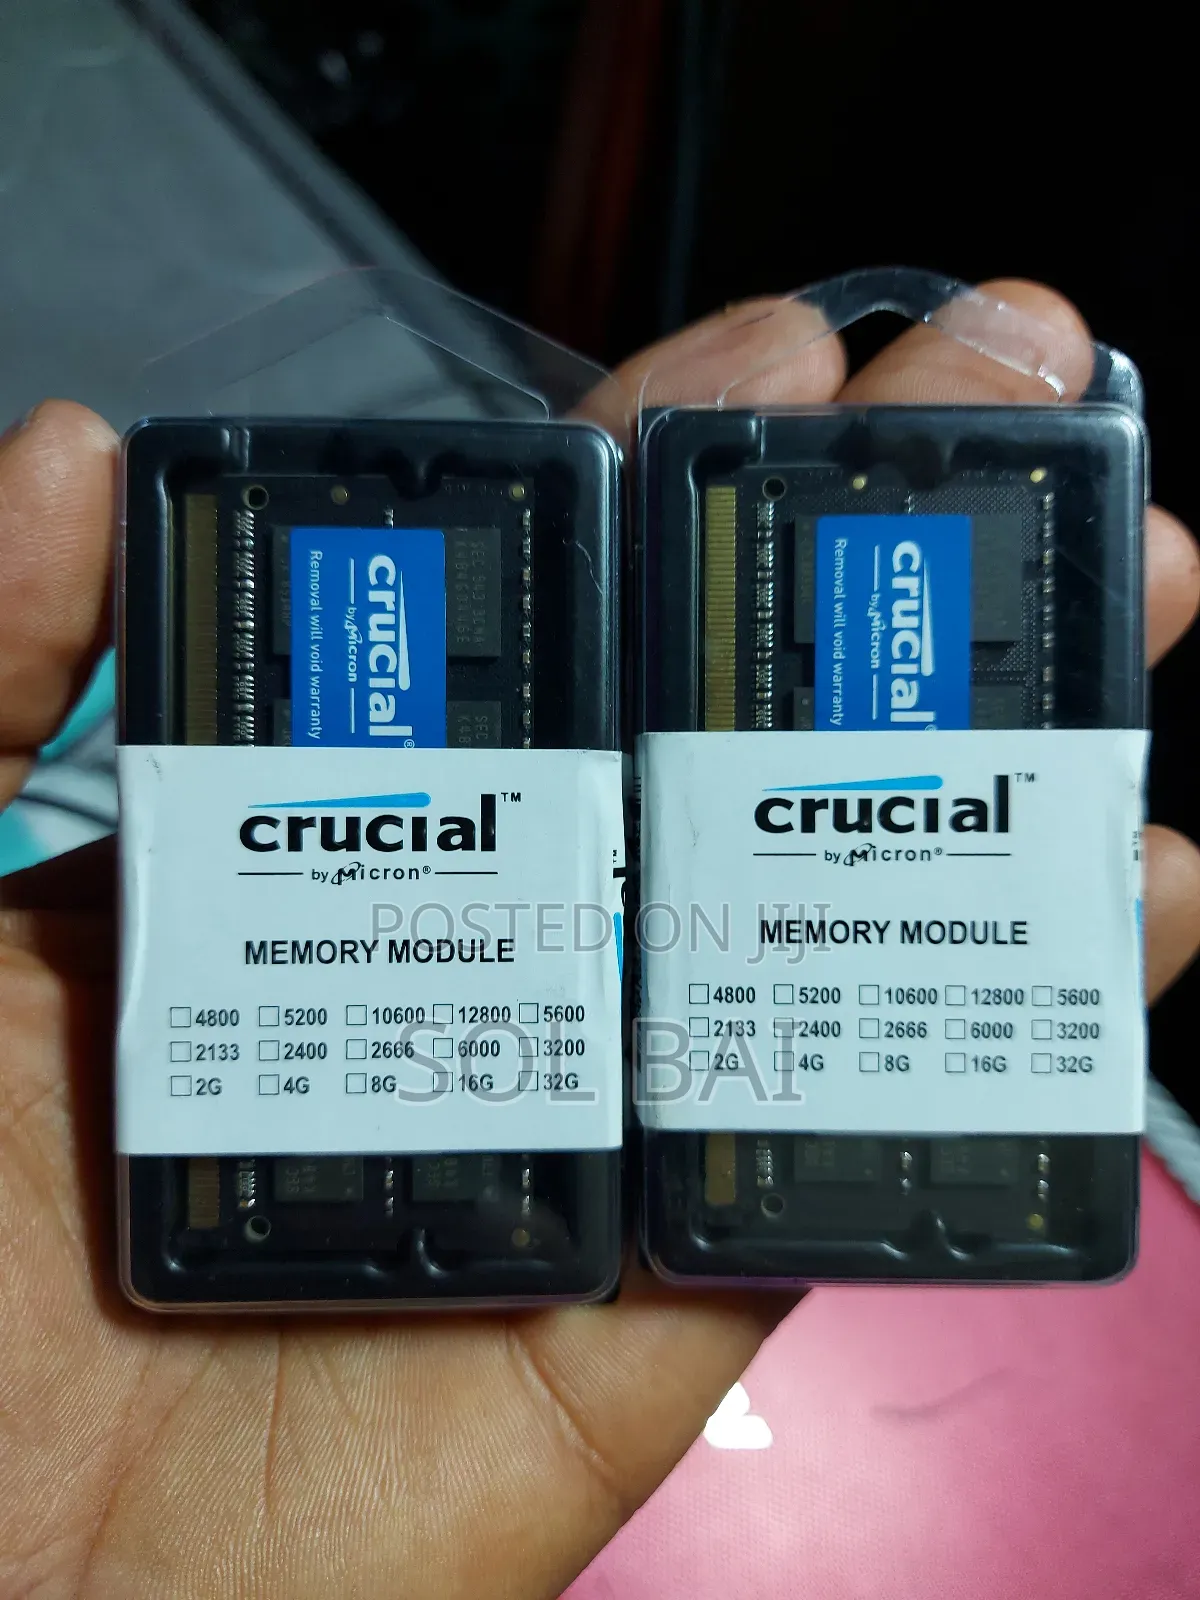 crucial
by Micron
Removal will void warranty
SEC 813
crucial®
by Micron
Removal will void warranty
crucial™
by Micron®
MEMORY MODULE
4800 5200 10600 12800 5600
2133 2400 2666 6000 3200
2G 4G 8G 16G 32G
crucial™
by Micron®
MEMORY MODULE
4800 5200 10600 12800 5600
2133 2400 2666 6000 3200
2G 4G 8G 16G 32G
POSTED ON JIJI
SOL BAI